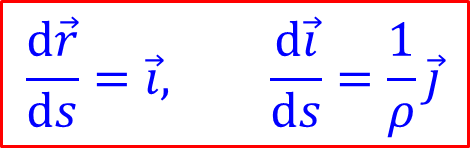 d𝑟⃗/d𝑠 = 𝑖⃗, d𝑖⃗/d𝑠 = 1/𝜌 𝑗⃗